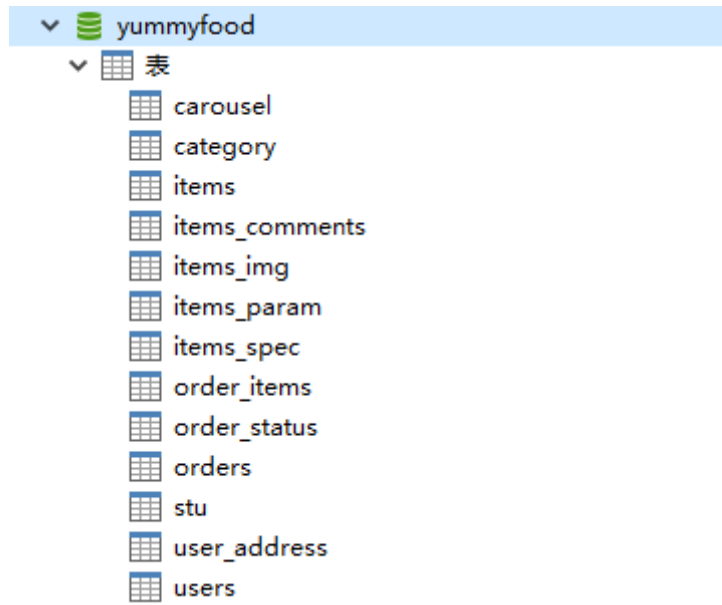 yummyfood
表
carousel
category
items
items_comments
items_img
items_param
items_spec
order_items
order_status
orders
stu
user_address
users